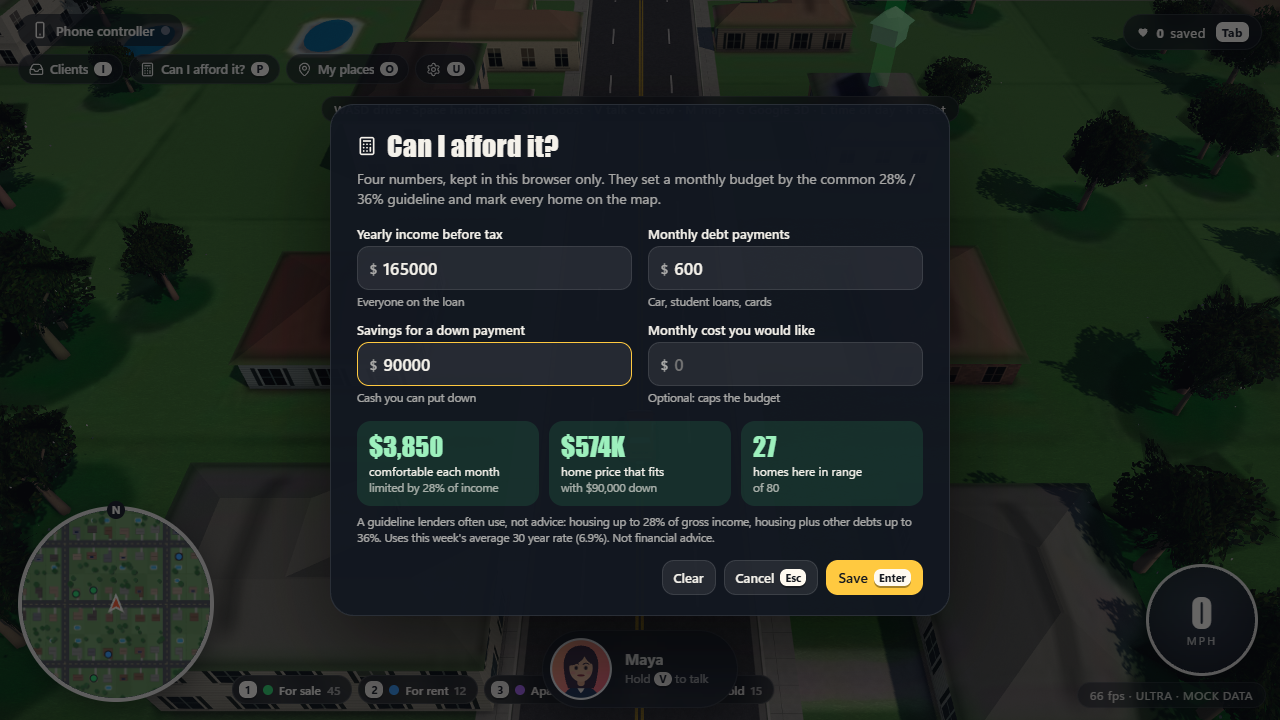 Phone controller
0 saved Tab
Clients I
Can I afford it? P
My places O
U
Can I afford it?
Four numbers, kept in this browser only. They set a monthly budget by the common 28% /
36% guideline and mark every home on the map.
Yearly income before tax
Monthly debt payments
$ 165000
$ 600
Everyone on the loan
Car, student loans, cards
Savings for a down payment
Monthly cost you would like
$ 90000
$ 0
Cash you can put down
Optional: caps the budget
$3,850
comfortable each month
limited by 28% of income
$574K
home price that fits
with $90,000 down
27
homes here in range
of 80
A guideline lenders often use, not advice: housing up to 28% of gross income, housing plus other debts up to
36%. Uses this week's average 30 year rate (6.9%). Not financial advice.
Clear
Cancel Esc
Save Enter
N
0
MPH
Maya
Hold V to talk
1 For sale 45
2 For rent 12
3
15
66 fps · ULTRA · MOCK DATA